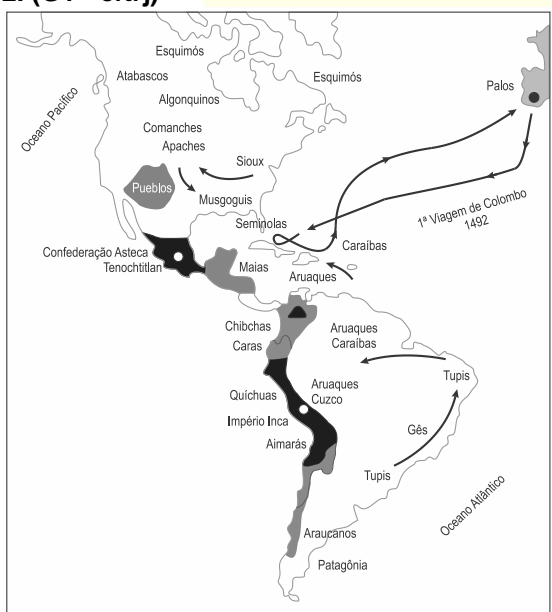 Esquimós
Esquimós
Atabascos
Palos
Algonquinos
Oceano Pacífico
Comanches
Apaches
Sioux
Pueblos
Musgoguis
1ª Viagem de Colombo
1492
Seminolas
Caraíbas
Confederação Asteca
Tenochtitlan
Maias
Aruaques
Chibchas
Aruaques
Caraíbas
Caras
Tupis
Quíchuas
Aruaques
Cuzco
Império Inca
Gês
Aimarás
Tupis
Oceano Atlântico
Araucanos
Patagônia